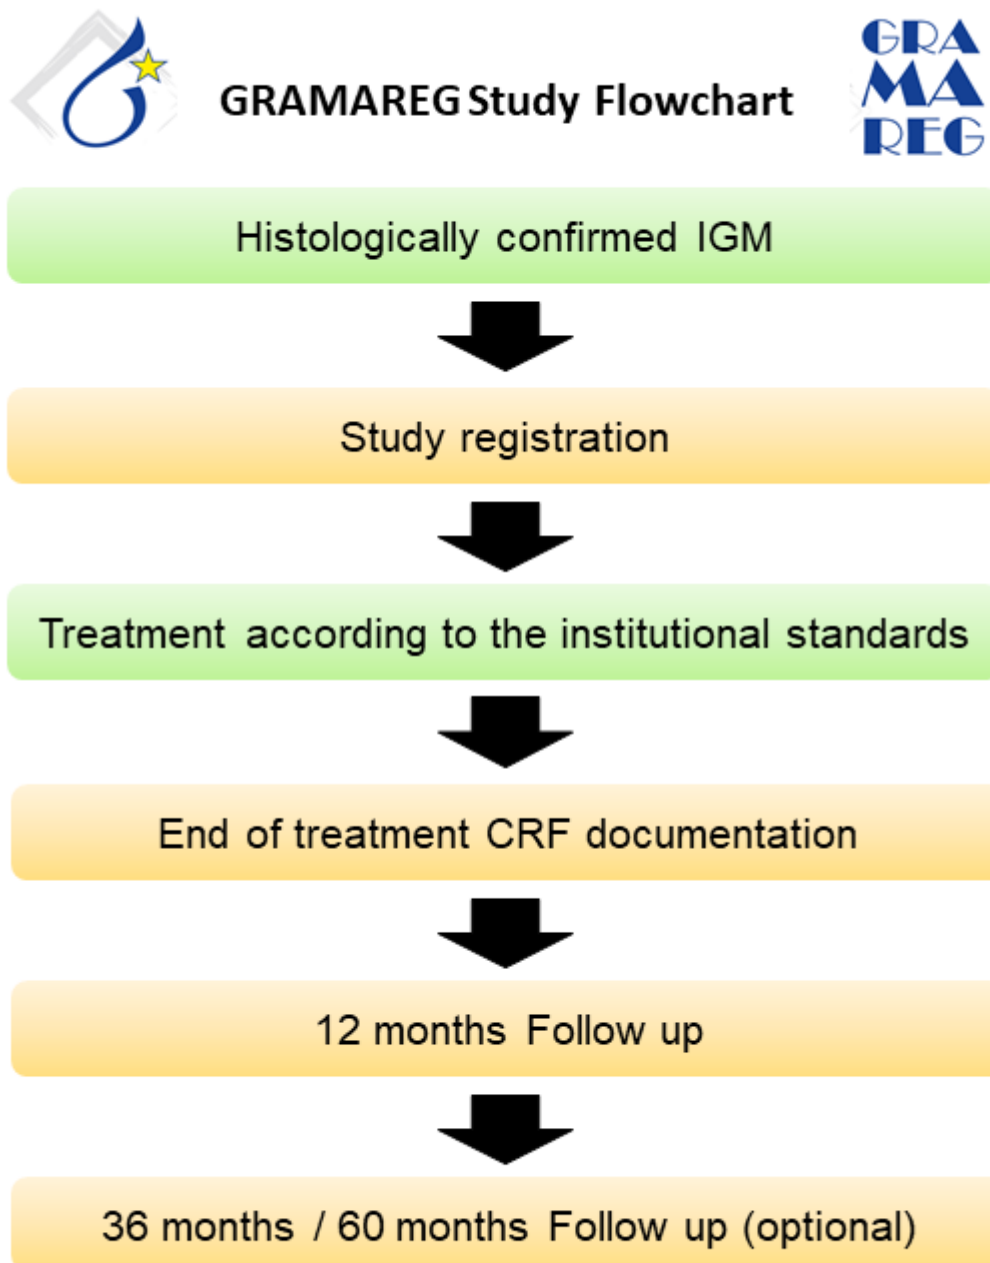 GRAMAREG Study Flowchart
GRA
MA
REG
Histologically confirmed IGM
Study registration
Treatment according to the institutional standards
End of treatment CRF documentation
12 months Follow up
36 months / 60 months Follow up (optional)